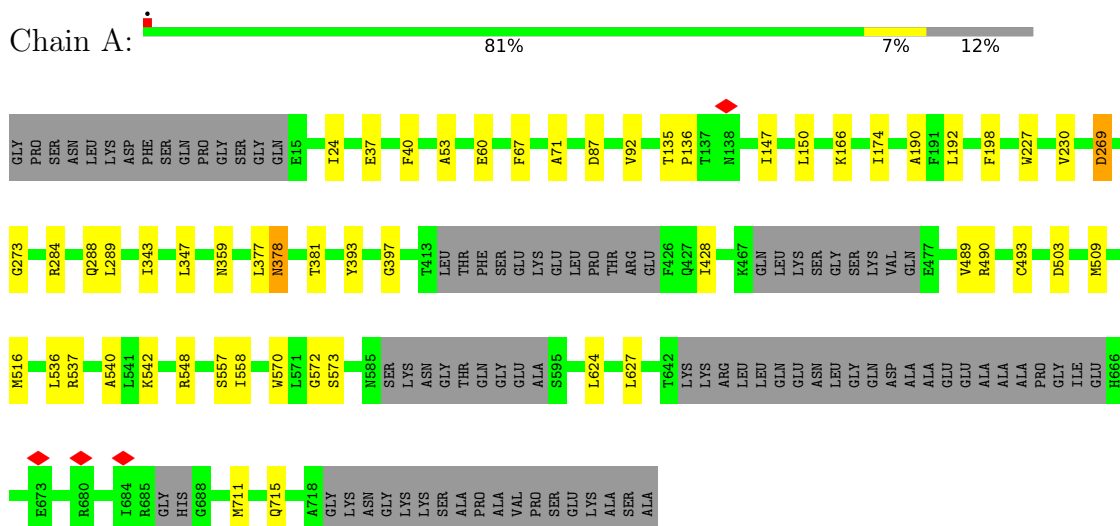 Chain A:
81% 7% 12%
GLY PRO SER ASN LEU LYS ASP PHE SER GLN PRO GLY SER GLY GLN E15 I24 E37 F40 A53 E60 F67 A71 D87 V92 T135 P136 T137 N138 I147 L150 K166 I174 A190 F191 L192 F198 W227 V230 D269
G273 R284 Q288 L289 I343 L347 N359 L377 N378 T381 Y393 G397 T413 LEU THR PHE SER GLU LYS GLU LEU PRO THR ARG GLU F426 Q427 I428 K467 GLN LEU LYS SER GLY SER LYS VAL GLN E477 V489 R490 C493 D503 M509
M516 L536 R537 A540 L541 K542 R548 S557 I558 W570 L571 G572 S573 N585 SER LYS ASN GLY THR GLN GLY GLU ALA S595 L624 L627 T642 LYS LYS ARG LEU LEU GLN GLU ASN LEU GLY GLN ASP ALA ALA GLU GLU ALA ALA ALA PRO GLY ILE GLU H666
E673 R680 I684 R685 GLY HIS G688 M711 Q715 A718 GLY LYS ASN GLY LYS LYS SER ALA PRO ALA VAL PRO SER GLU LYS ALA SER ALA